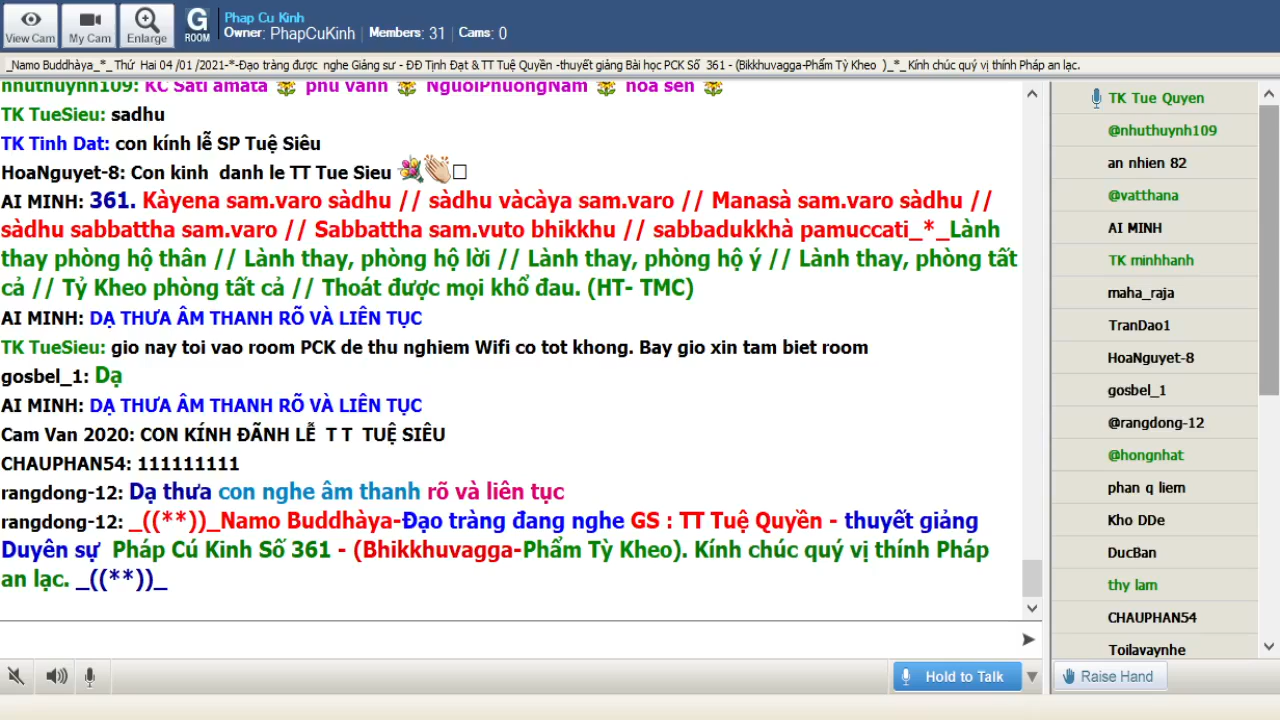 View Cam
My Cam
Enlarge
G
ROOM
Phap Cu Kinh
Owner: PhapCuKinh | Members: 31 | Cams: 0
_Namo Buddhàya_*_ Thứ Hai 04 /01 /2021-*-Đạo tràng được nghe Giảng sư - ĐĐ Tịnh Đạt & TT Tuệ Quyền -thuyết giảng Bài học PCK Số 361 - (Bikkhuvagga-Phẩm Tỳ Kheo )_*_Kính chúc quý vị thính Pháp an lạc.
nhuthuynh109: KC Sati amata phu vanh NguoiPhuongNam hoa sen
TK TueSieu: sadhu
TK Tinh Dat: con kính lễ SP Tuệ Siêu
HoaNguyet-8: Con kinh danh le TT Tue Sieu
AI MINH: 361. Kàyena sam.varo sàdhu // sàdhu vàcàya sam.varo // Manasà sam.varo sàdhu //
sàdhu sabbattha sam.varo // Sabbattha sam.vuto bhikkhu // sabbadukkhà pamuccati_*_Lành
thay phòng hộ thân // Lành thay, phòng hộ lời // Lành thay, phòng hộ ý // Lành thay, phòng tất
cả // Tỷ Kheo phòng tất cả // Thoát được mọi khổ đau. (HT- TMC)
AI MINH: DẠ THƯA ÂM THANH RÕ VÀ LIÊN TỤC
TK TueSieu: gio nay toi vao room PCK de thu nghiem Wifi co tot khong. Bay gio xin tam biet room
gosbel_1: Dạ
AI MINH: DẠ THƯA ÂM THANH RÕ VÀ LIÊN TỤC
Cam Van 2020: CON KÍNH ĐÃNH LỄ T T TUỆ SIÊU
CHAUPHAN54: 111111111
rangdong-12: Dạ thưa con nghe âm thanh rõ và liên tục
rangdong-12: _((**))_Namo Buddhàya-Đạo tràng đang nghe GS : TT Tuệ Quyền - thuyết giảng
Duyên sự Pháp Cú Kinh Số 361 - (Bhikkhuvagga-Phẩm Tỳ Kheo). Kính chúc quý vị thính Pháp
an lạc. _((**))_
Hold to Talk
TK Tue Quyen
@nhuthuynh109
an nhien 82
@vatthana
AI MINH
TK minhhanh
maha_raja
TranDao1
HoaNguyet-8
gosbel_1
@rangdong-12
@hongnhat
phan q liem
Kho DDe
DucBan
thy lam
CHAUPHAN54
Toilavaynhe
Raise Hand